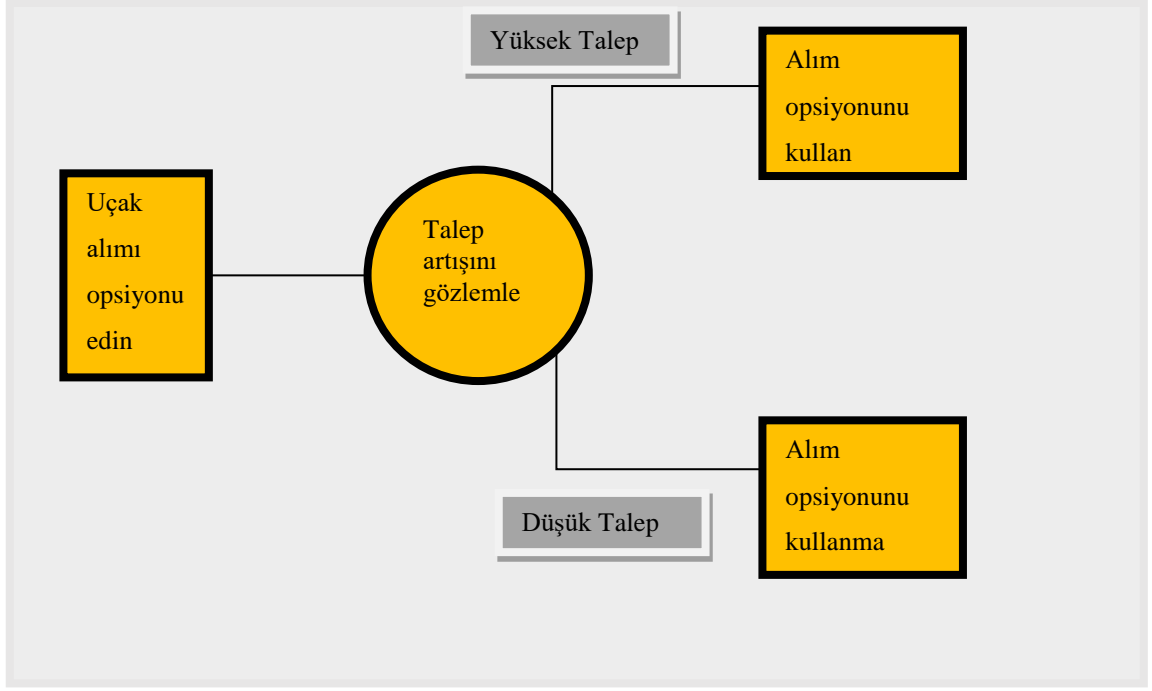 Yüksek Talep
Alım
opsiyonunu
kullan
Uçak
alımı
opsiyonu
edin
Talep
artışını
gözlemle
Alım
opsiyonunu
kullanma
Düşük Talep